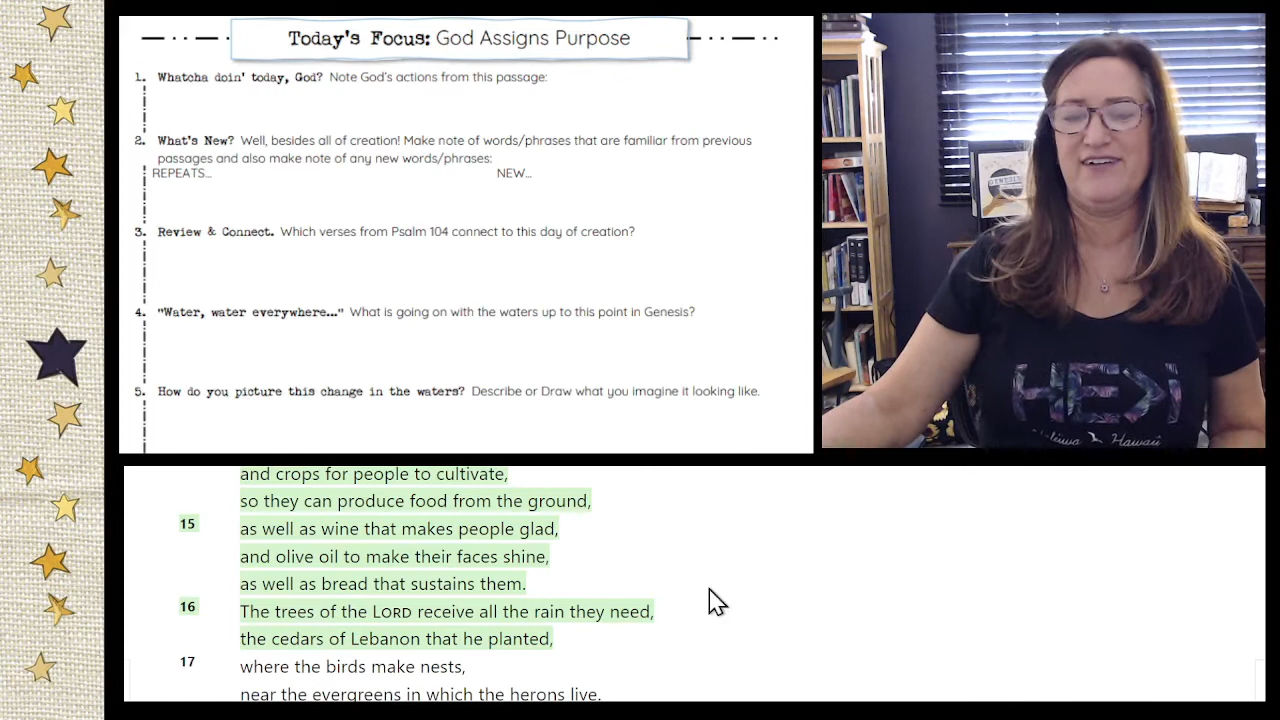 Today's Focus: God Assigns Purpose
1. Whatcha doin' today, God? Note God's actions from this passage:
2. What's New? Well, besides all of creation! Make note of words/phrases that are familiar from previous
passages and also make note of any new words/phrases:
REPEATS... NEW...
3. Review & Connect. Which verses from Psalm 104 connect to this day of creation?
4. "Water, water everywhere..." What is going on with the waters up to this point in Genesis?
5. How do you picture this change in the waters? Describe or Draw what you imagine it looking like.
GENESIS
HE>I
Hawaii
and crops for people to cultivate,
so they can produce food from the ground,
15 as well as wine that makes people glad,
and olive oil to make their faces shine,
as well as bread that sustains them.
16 The trees of the LORD receive all the rain they need,
the cedars of Lebanon that he planted,
17 where the birds make nests,
near the evergreens in which the herons live.